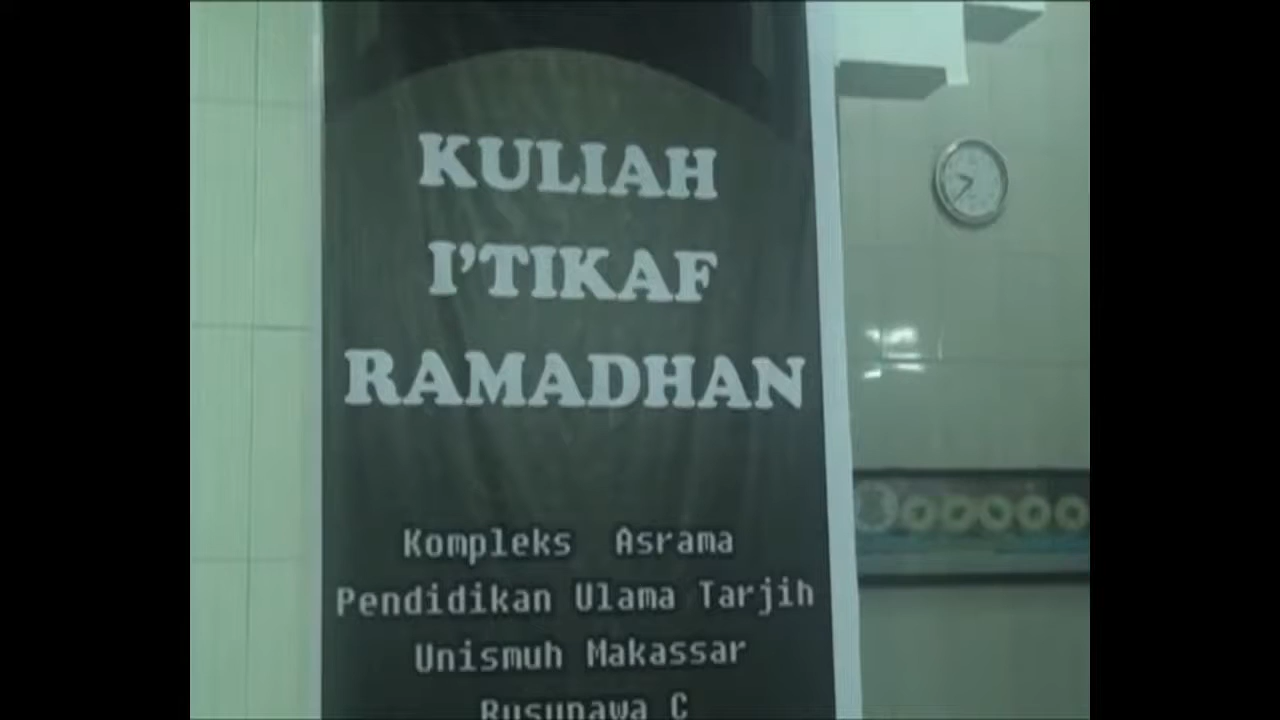 KULIAH
I'TIKAF
RAMADHAN
Kompleks Asrama
Pendidikan Ulama Tarjih
Unismuh Makassar
Rusunawa C